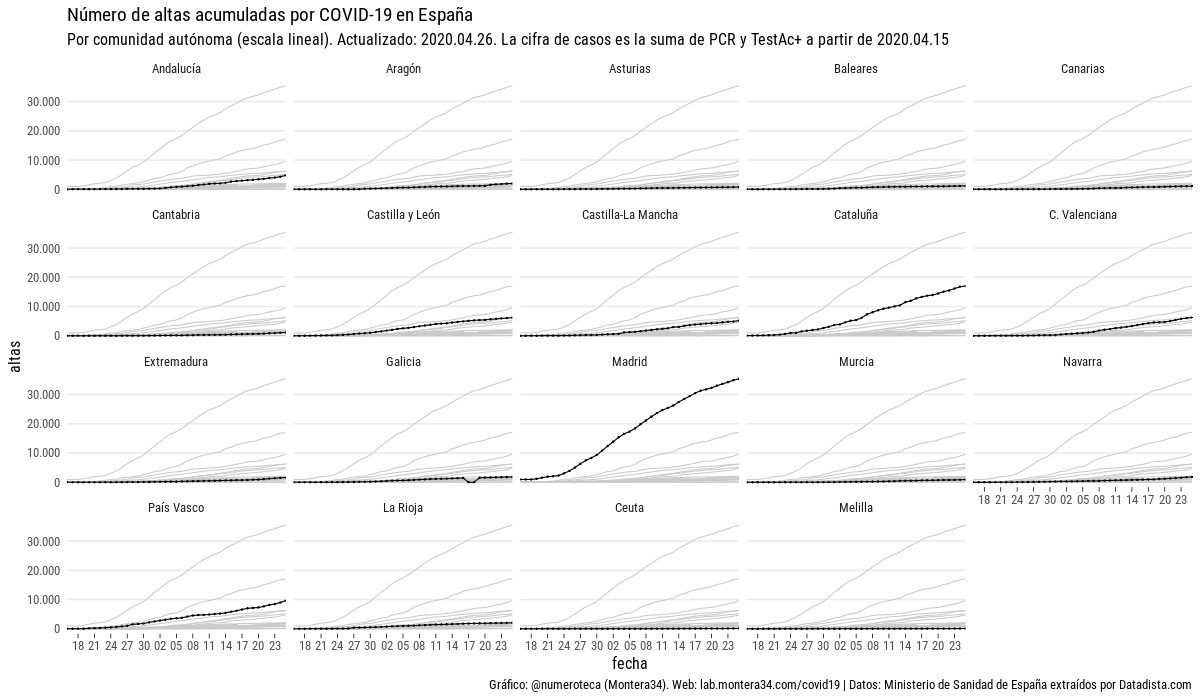 Número de altas acumuladas por COVID-19 en España
Por comunidad autónoma (escala lineal). Actualizado: 2020.04.26. La cifra de casos es la suma de PCR y TestAc+ a partir de 2020.04.15
Andalucía Aragón Asturias Baleares Canarias
30.000
20.000
10.000
0
Cantabria Castilla y León Castilla-La Mancha Cataluña C. Valenciana
30.000
20.000
10.000
0
altas
Extremadura Galicia Madrid Murcia Navarra
30.000
20.000
10.000
0
18 21 24 27 30 02 05 08 11 14 17 20 23
País Vasco La Rioja Ceuta Melilla
30.000
20.000
10.000
0
18 21 24 27 30 02 05 08 11 14 17 20 23 18 21 24 27 30 02 05 08 11 14 17 20 23 18 21 24 27 30 02 05 08 11 14 17 20 23 18 21 24 27 30 02 05 08 11 14 17 20 23
fecha
Gráfico: @numeroteca (Montera34). Web: lab.montera34.com/covid19 | Datos: Ministerio de Sanidad de España extraídos por Datadista.com